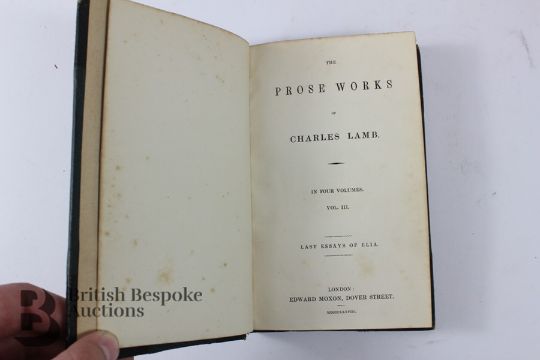 THE
PROSE WORKS
OF
CHARLES LAMB.
IN FOUR VOLUMES.
VOL. III.
LAST ESSAYS OF ELIA.
LONDON:
EDWARD MOXON, DOVER STREET.
British Bespoke
Auctions